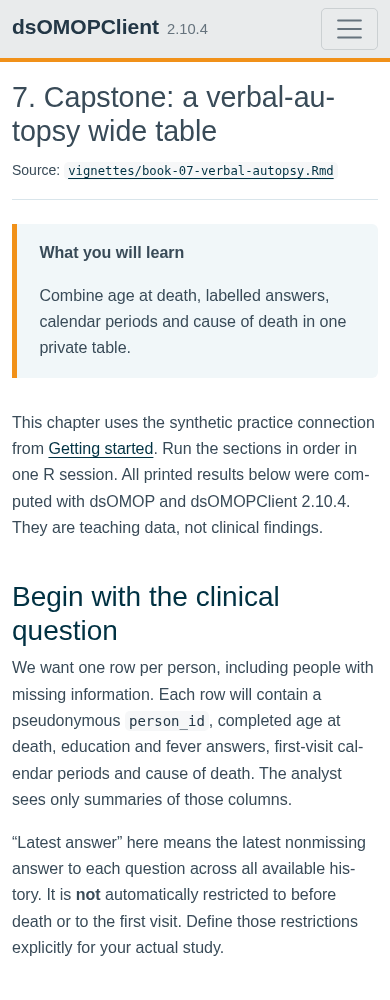 dsOMOPClient 2.10.4
7. Capstone: a verbal-au-
topsy wide table
Source: vignettes/book-07-verbal-autopsy.Rmd
What you will learn
Combine age at death, labelled answers,
calendar periods and cause of death in one
private table.
This chapter uses the synthetic practice connection
from Getting started. Run the sections in order in
one R session. All printed results below were com-
puted with dsOMOP and dsOMOPClient 2.10.4.
They are teaching data, not clinical findings.
Begin with the clinical
question
We want one row per person, including people with
missing information. Each row will contain a
pseudonymous person_id, completed age at
death, education and fever answers, first-visit cal-
endar periods and cause of death. The analyst
sees only summaries of those columns.
“Latest answer” here means the latest nonmissing
answer to each question across all available his-
tory. It is not automatically restricted to before
death or to the first visit. Define those restrictions
explicitly for your actual study.